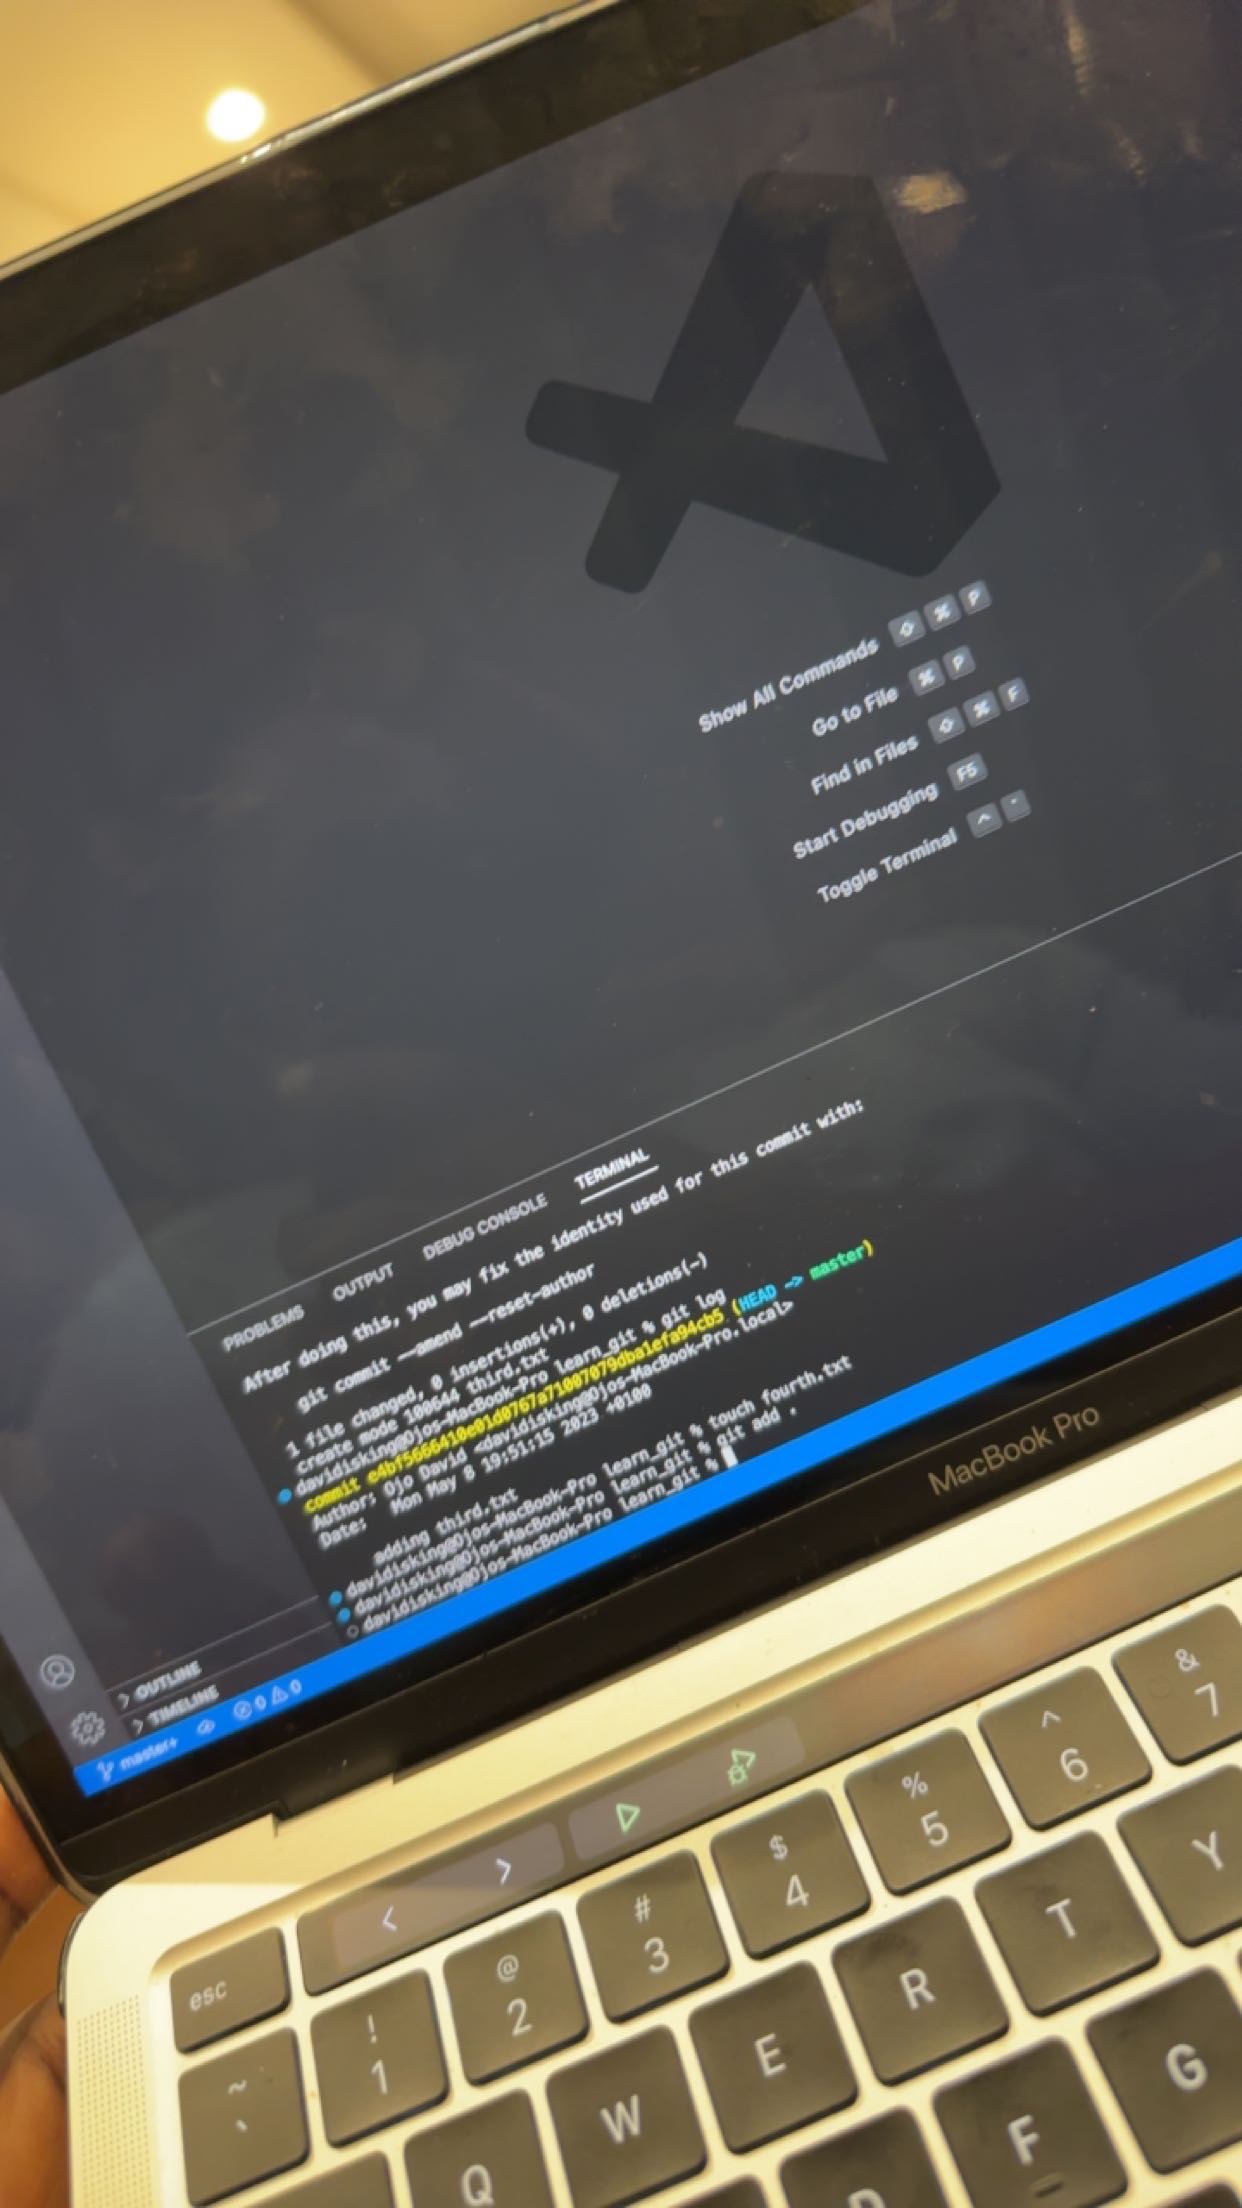 Show All Commands ⇧ ⌘ P
Go to File ⌘ P
Find in Files ⇧ ⌘ F
Start Debugging F5
Toggle Terminal ^ `
PROBLEMS OUTPUT DEBUG CONSOLE TERMINAL
After doing this, you may fix the identity used for this commit with:
git commit --amend --reset-author
1 file changed, 0 insertions(+), 0 deletions(-)
create mode 100644 third.txt
davidisking@Ojos-MacBook-Pro learn_git % git log
commit e4bf5666410e01d0767a71007079dba1efa94cb5 (HEAD -> master)
Author: Ojo David <davidisking@Ojos-MacBook-Pro.local>
Date: Mon May 8 19:51:15 2023 +0100
adding third.txt
davidisking@Ojos-MacBook-Pro learn_git % touch fourth.txt
davidisking@Ojos-MacBook-Pro learn_git % git add .
davidisking@Ojos-MacBook-Pro learn_git %
> OUTLINE
> TIMELINE
master+ 0 0
MacBook Pro
< >
esc
~ ` ! 1 @ 2 # 3 $ 4 % 5 ^ 6 & 7
Q W E R T Y
D F G